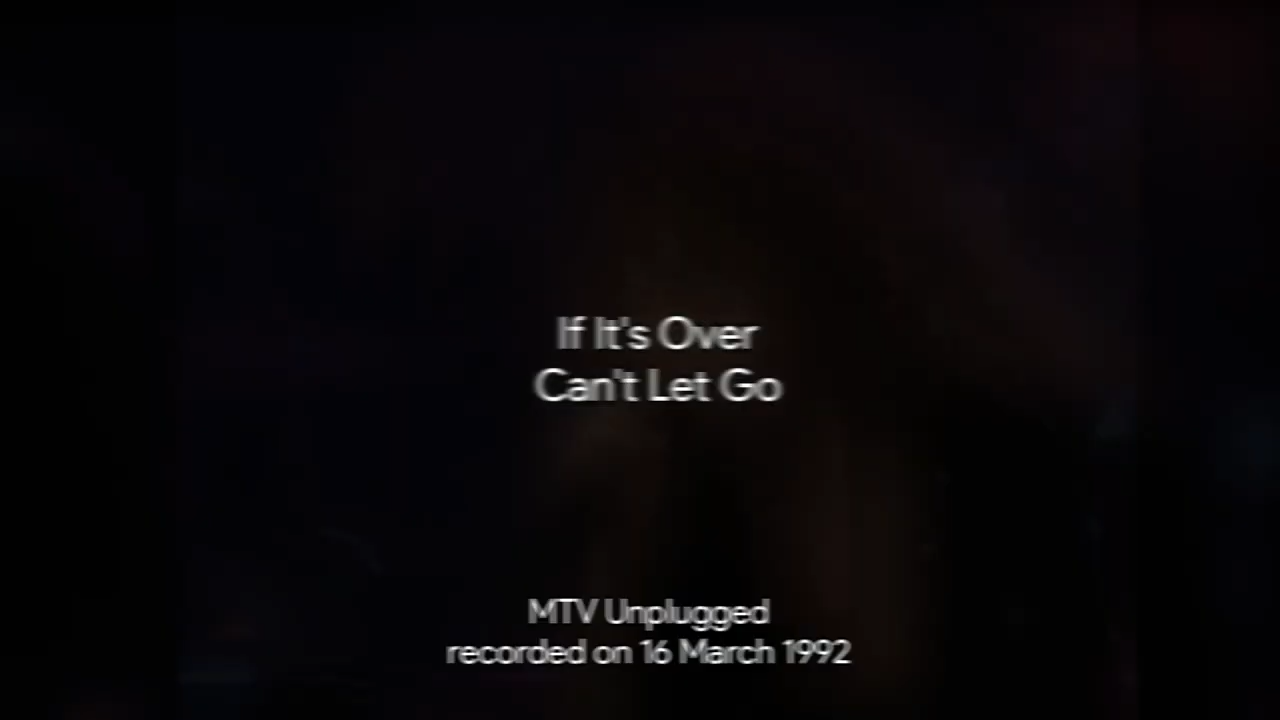 If It's Over
Can't Let Go
MTV Unplugged
recorded on 16 March 1992